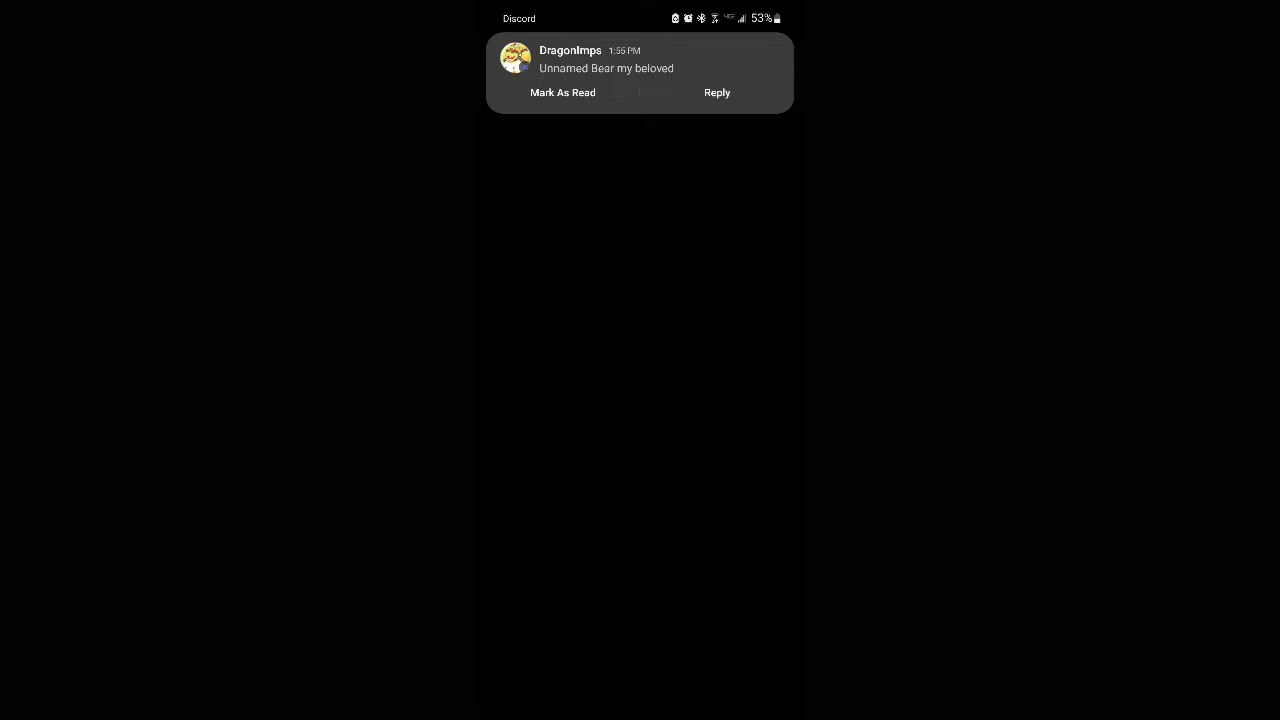 Discord
53%
DragonImps 1:55 PM
Unnamed Bear my beloved
Mark As Read
Reply